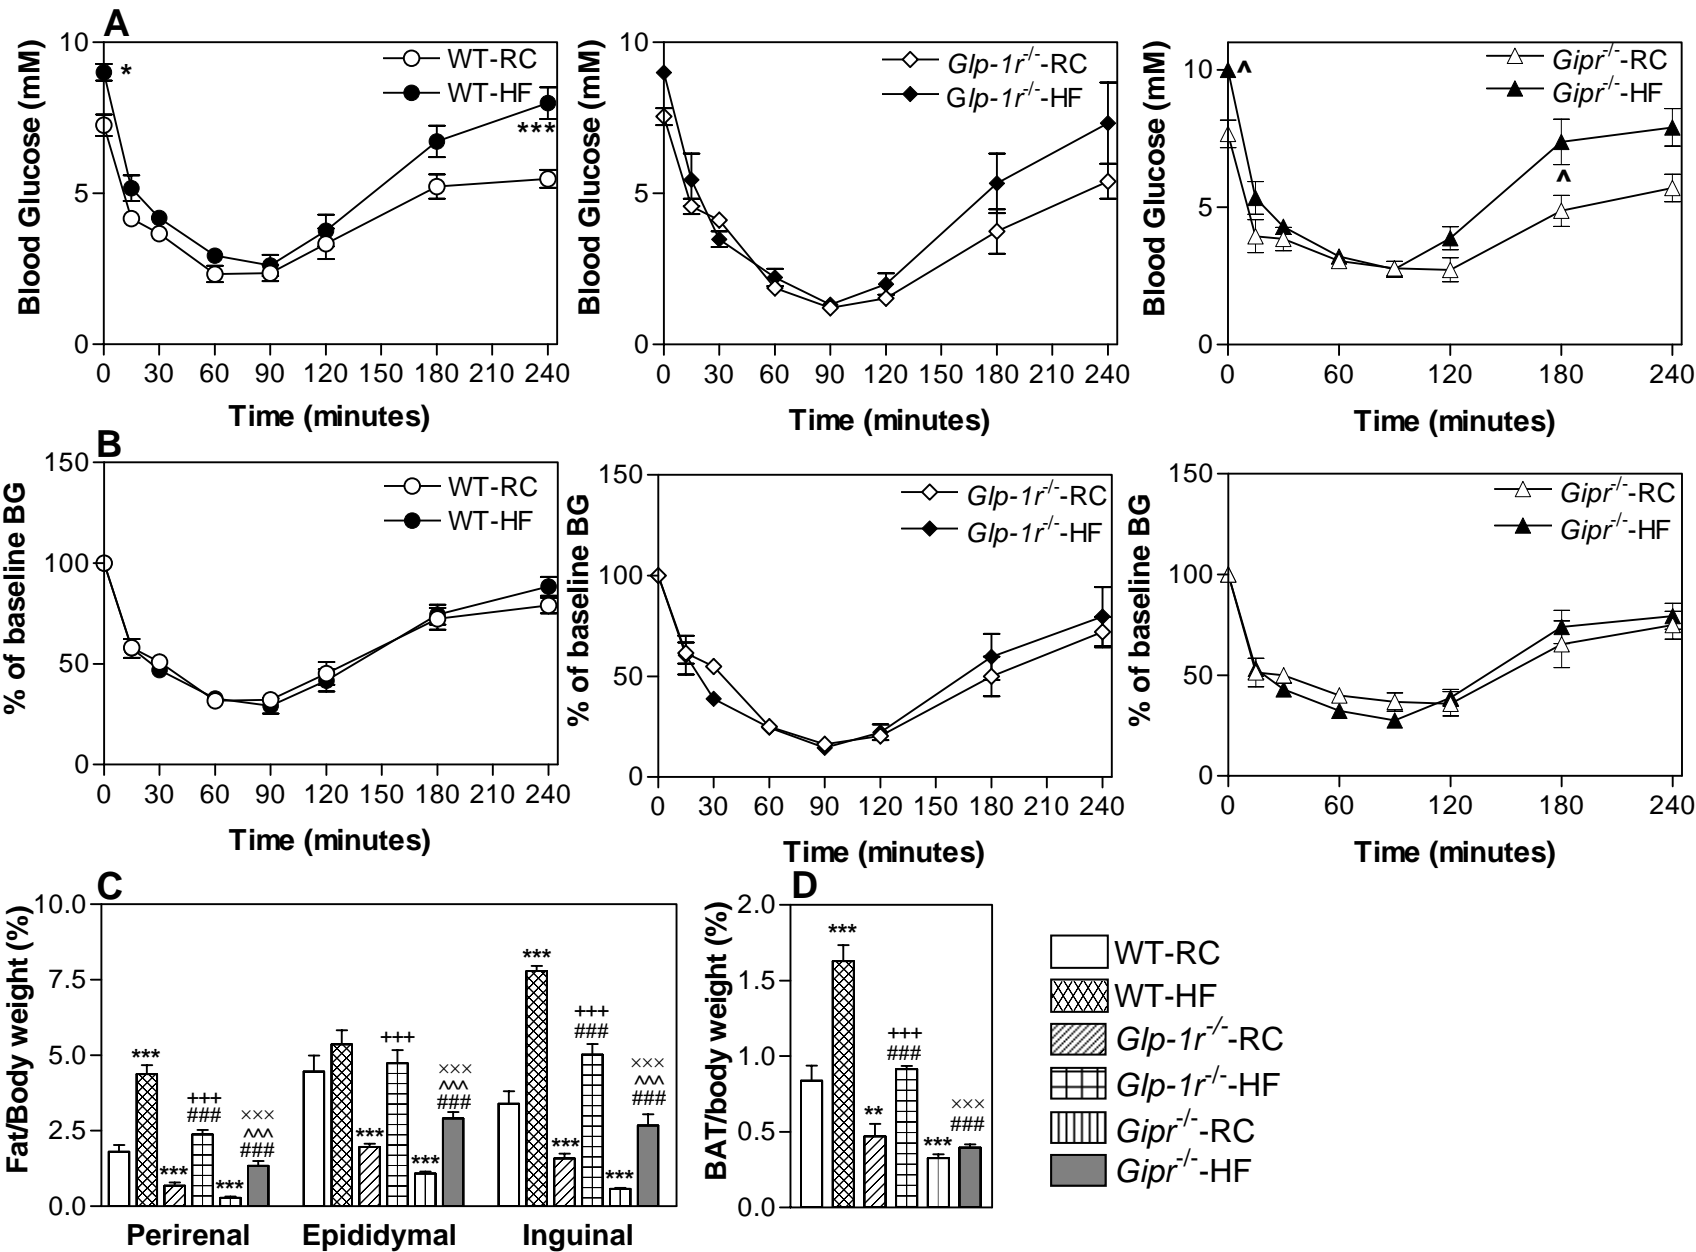 A
10
5
0
Blood Glucose (mM)
WT-RC
WT-HF
*
***
0 30 60 90 120 150 180 210 240
Time (minutes)
10
5
0
Blood Glucose (mM)
Glp-1r-/--RC
Glp-1r-/--HF
0 30 60 90 120 150 180 210 240
Time (minutes)
10
5
0
Blood Glucose (mM)
Gipr-/--RC
Gipr-/--HF
^
^
0 60 120 180 240
Time (minutes)
B
150
100
50
0
% of baseline BG
WT-RC
WT-HF
0 30 60 90 120 150 180 210 240
Time (minutes)
150
100
50
0
% of baseline BG
Glp-1r-/--RC
Glp-1r-/--HF
0 30 60 90 120 150 180 210 240
Time (minutes)
150
100
50
0
% of baseline BG
Gipr-/--RC
Gipr-/--HF
0 60 120 180 240
Time (minutes)
C
10.0
7.5
5.0
2.5
0.0
Fat/Body weight (%)
***
***
+++
###
***
×××
^^^
###
***
+++
***
×××
^^^
###
***
***
+++
###
***
×××
^^^
###
Perirenal Epididymal Inguinal
D
2.0
1.5
1.0
0.5
0.0
BAT/body weight (%)
***
**
+++
###
***
×××
###
WT-RC
WT-HF
Glp-1r-/--RC
Glp-1r-/--HF
Gipr-/--RC
Gipr-/--HF